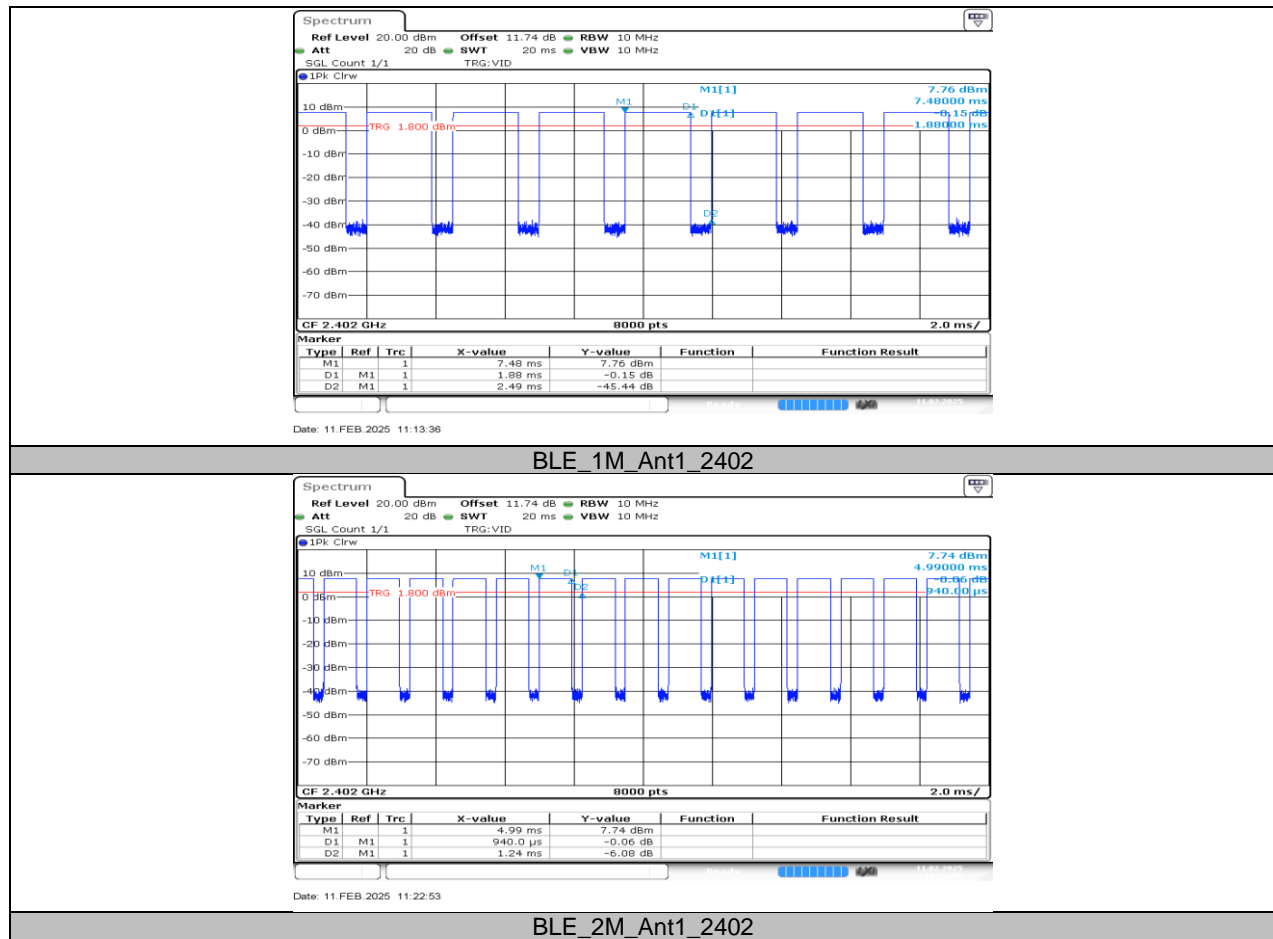 Spectrum
Ref Level 20.00 dBm Offset 11.74 dB RBW 10 MHz
Att 20 dB SWT 20 ms VBW 10 MHz
SGL Count 1/1 TRG:VID
1Pk Clrw
M1[1] 7.76 dBm
7.48000 ms
D1[1] -0.15 dB
1.88000 ms
M1
D1
10 dBm
TRG 1.800 dBm
0 dBm
-10 dBm
-20 dBm
-30 dBm
D2
-40 dBm
-50 dBm
-60 dBm
-70 dBm
CF 2.402 GHz 8000 pts 2.0 ms/
Marker
Type Ref Trc X-value Y-value Function Function Result
M1 1 7.48 ms 7.76 dBm
D1 M1 1 1.88 ms -0.15 dB
D2 M1 1 2.49 ms -45.44 dB
11.02.2025
Date: 11.FEB.2025 11:13:36
BLE_1M_Ant1_2402
Spectrum
Ref Level 20.00 dBm Offset 11.74 dB RBW 10 MHz
Att 20 dB SWT 20 ms VBW 10 MHz
SGL Count 1/1 TRG:VID
1Pk Clrw
M1[1] 7.74 dBm
4.99000 ms
D1[1] -0.06 dB
940.00 µs
M1
D1
D2
10 dBm
TRG 1.800 dBm
0 dBm
-10 dBm
-20 dBm
-30 dBm
-40 dBm
-50 dBm
-60 dBm
-70 dBm
CF 2.402 GHz 8000 pts 2.0 ms/
Marker
Type Ref Trc X-value Y-value Function Function Result
M1 1 4.99 ms 7.74 dBm
D1 M1 1 940.0 µs -0.06 dB
D2 M1 1 1.24 ms -6.08 dB
11.02.2025
Date: 11.FEB.2025 11:22:53
BLE_2M_Ant1_2402